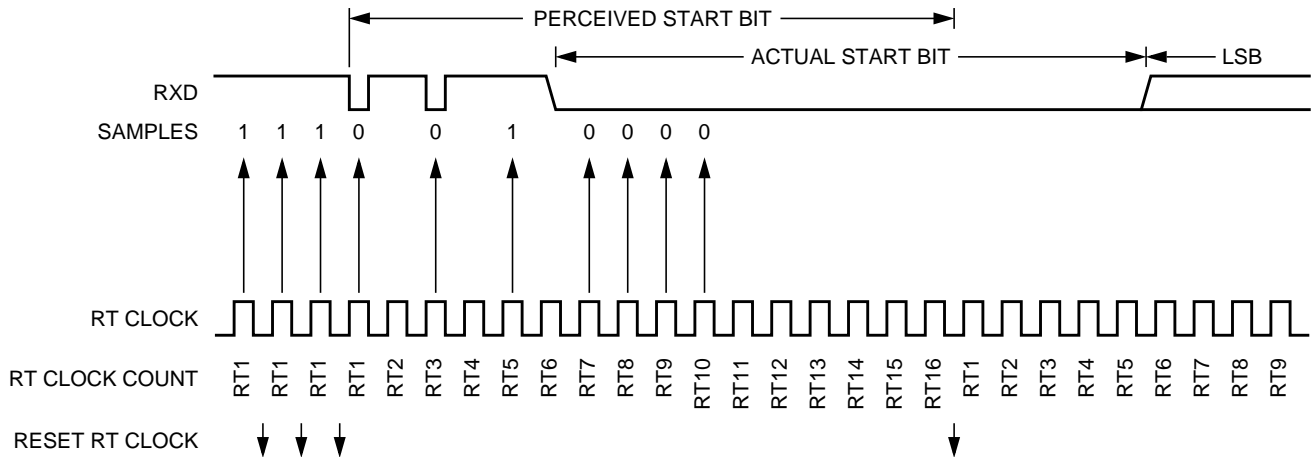 PERCEIVED START BIT
ACTUAL START BIT
LSB
RXD
SAMPLES 1 1 1 0 0 1 0 0 0 0
RT CLOCK
RT CLOCK COUNT RT1 RT1 RT1 RT1 RT2 RT3 RT4 RT5 RT6 RT7 RT8 RT9 RT10 RT11 RT12 RT13 RT14 RT15 RT16 RT1 RT2 RT3 RT4 RT5 RT6 RT7 RT8 RT9
RESET RT CLOCK